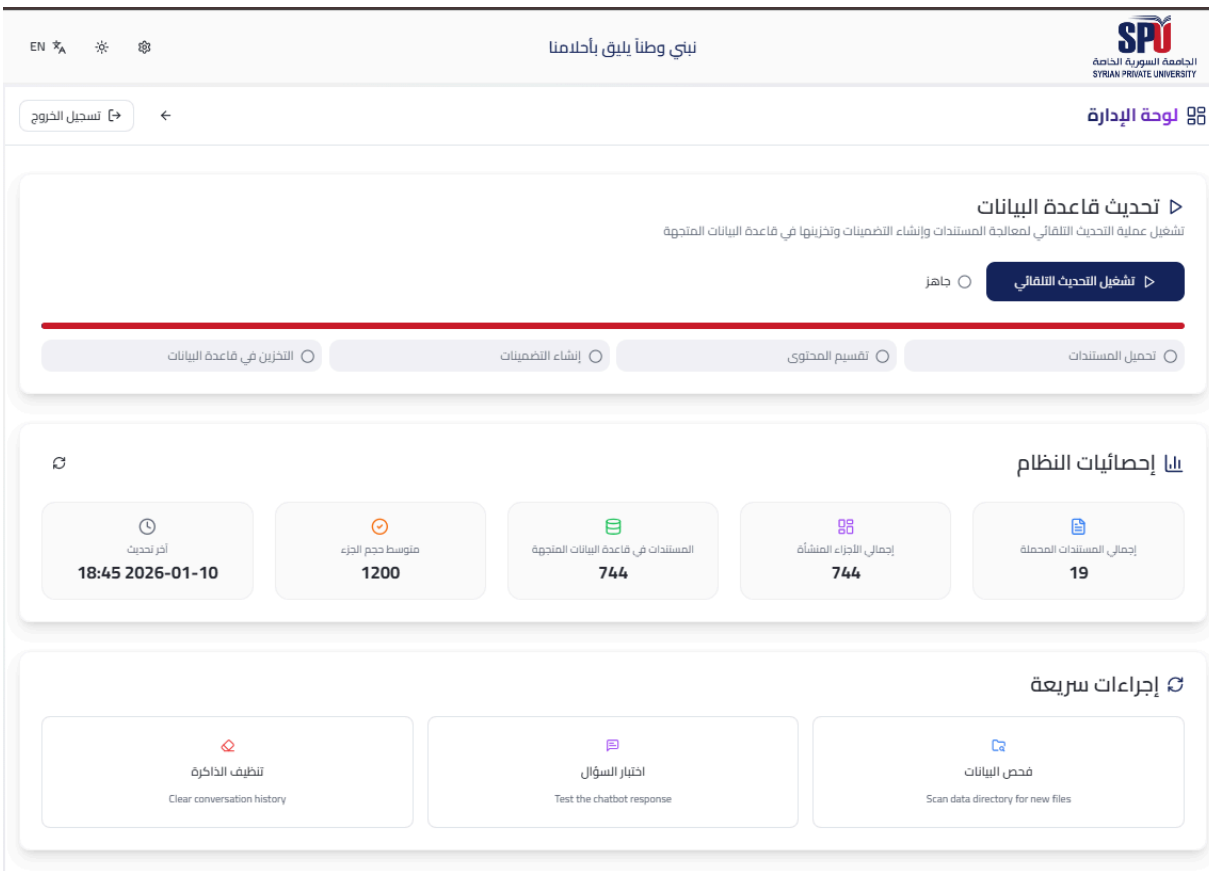 SPU
الجامعة السورية الخاصة
SYRIAN PRIVATE UNIVERSITY
نبني وطناً يليق بأحلامنا
EN
لوحة الإدارة
تسجيل الخروج
تحديث قاعدة البيانات
تشغيل عملية التحديث التلقائي لمعالجة المستندات وإنشاء التضمينات وتخزينها في قاعدة البيانات المتجهة
تشغيل التحديث التلقائي
جاهز
تحميل المستندات
تقسيم المحتوى
إنشاء التضمينات
التخزين في قاعدة البيانات
إحصائيات النظام
إجمالي المستندات المحملة
19
إجمالي الأجزاء المنشأة
744
المستندات في قاعدة البيانات المتجهة
744
متوسط حجم الجزء
1200
آخر تحديث
18:45 2026-01-10
إجراءات سريعة
فحص البيانات
Scan data directory for new files
اختبار السؤال
Test the chatbot response
تنظيف الذاكرة
Clear conversation history